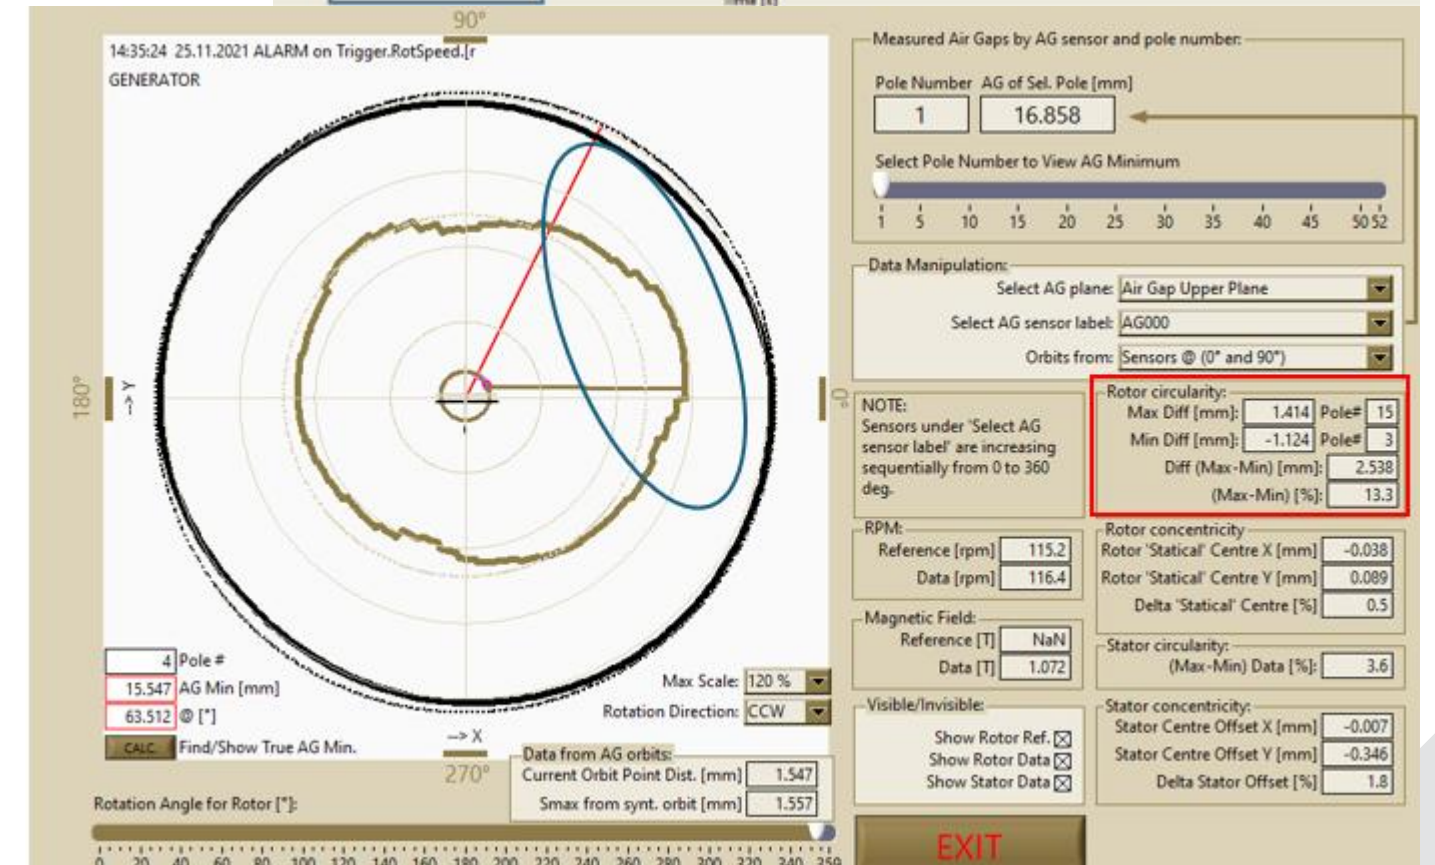 Time [s]
90°
14:35:24 25.11.2021 ALARM on Trigger.RotSpeed.[r
GENERATOR
180°
--> Y
0°
4 Pole #
15.547 AG Min [mm]
63.512 @ [°]
CALC. Find/Show True AG Min.
Max Scale: 120 %
Rotation Direction: CCW
--> X
270°
Data from AG orbits:
Current Orbit Point Dist. [mm] 1.547
Smax from synt. orbit [mm] 1.557
Rotation Angle for Rotor [°]:
0 20 40 60 80 100 120 140 160 180 200 220 240 260 280 300 320 340 359
Measured Air Gaps by AG sensor and pole number:
Pole Number AG of Sel. Pole [mm]
1 16.858
Select Pole Number to View AG Minimum
1 5 10 15 20 25 30 35 40 45 50 52
Data Manipulation:
Select AG plane: Air Gap Upper Plane
Select AG sensor label: AG000
Orbits from: Sensors @ (0° and 90°)
NOTE:
Sensors under 'Select AG
sensor label' are increasing
sequentially from 0 to 360
deg.
Rotor circularity:
Max Diff [mm]: 1.414 Pole# 15
Min Diff [mm]: -1.124 Pole# 3
Diff (Max-Min) [mm]: 2.538
(Max-Min) [%]: 13.3
RPM:
Reference [rpm] 115.2
Data [rpm] 116.4
Rotor concentricity
Rotor 'Statical' Centre X [mm] -0.038
Rotor 'Statical' Centre Y [mm] 0.089
Delta 'Statical' Centre [%] 0.5
Magnetic Field:
Reference [T] NaN
Data [T] 1.072
Stator circularity:
(Max-Min) Data [%]: 3.6
Visible/Invisible:
Show Rotor Ref.
Show Rotor Data
Show Stator Data
Stator concentricity:
Stator Centre Offset X [mm] -0.007
Stator Centre Offset Y [mm] -0.346
Delta Stator Offset [%] 1.8
EXIT